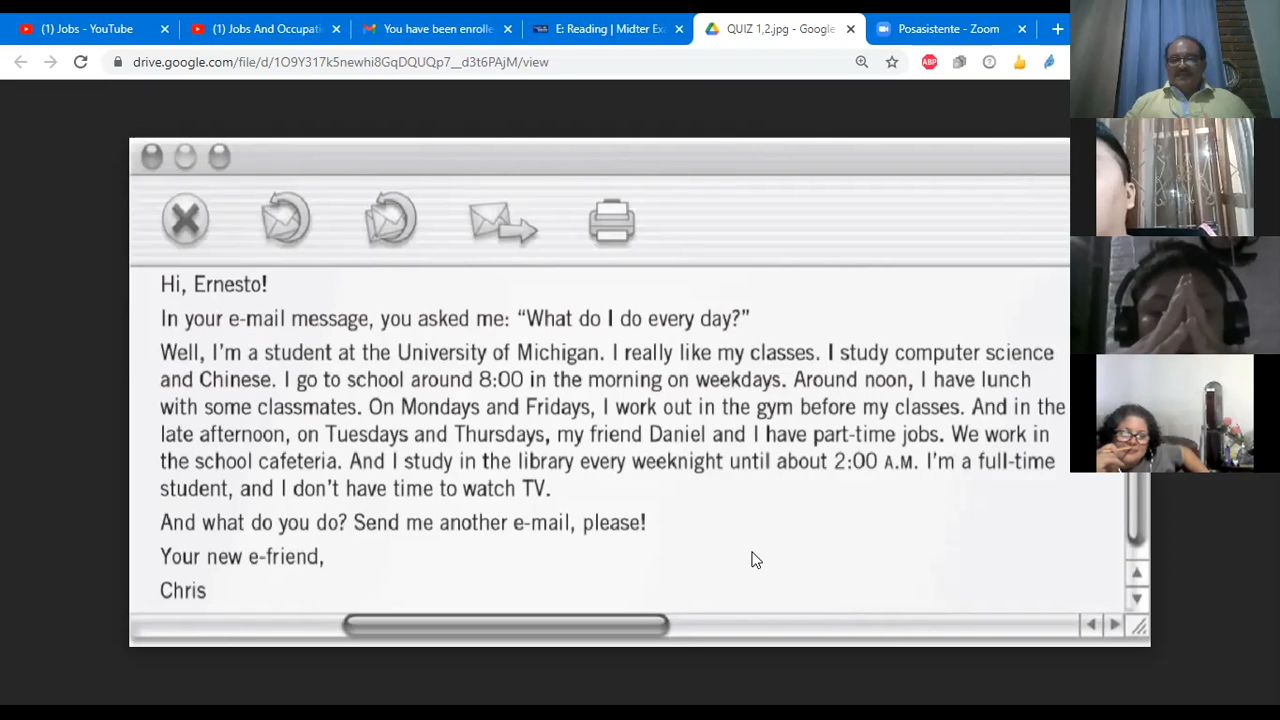 (1) Jobs - YouTube
(1) Jobs And Occupati
You have been enrolle
E: Reading | Midter Ex
QUIZ 1,2.jpg - Google
Posasistente - Zoom
drive.google.com/file/d/1O9Y317k5newhi8GqDQUQp7__d3t6PAjM/view
ABP
Hi, Ernesto!
In your e-mail message, you asked me: “What do I do every day?”
Well, I’m a student at the University of Michigan. I really like my classes. I study computer science
and Chinese. I go to school around 8:00 in the morning on weekdays. Around noon, I have lunch
with some classmates. On Mondays and Fridays, I work out in the gym before my classes. And in the
late afternoon, on Tuesdays and Thursdays, my friend Daniel and I have part-time jobs. We work in
the school cafeteria. And I study in the library every weeknight until about 2:00 A.M. I’m a full-time
student, and I don’t have time to watch TV.
And what do you do? Send me another e-mail, please!
Your new e-friend,
Chris